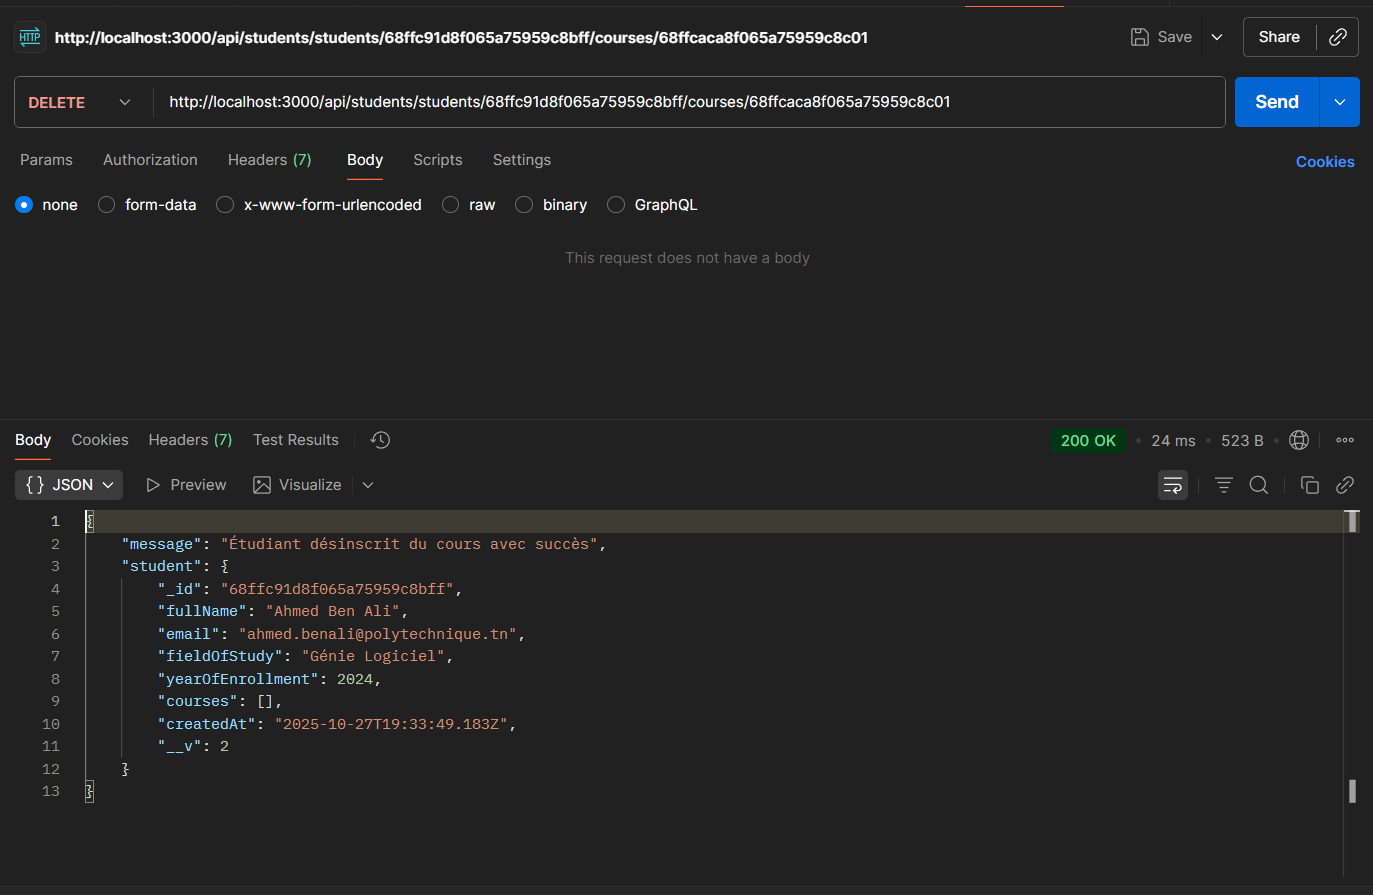 HTTP http://localhost:3000/api/students/students/68ffc91d8f065a75959c8bff/courses/68ffcaca8f065a75959c8c01 Save Share
DELETE http://localhost:3000/api/students/students/68ffc91d8f065a75959c8bff/courses/68ffcaca8f065a75959c8c01 Send
Params Authorization Headers (7) Body Scripts Settings Cookies
none form-data x-www-form-urlencoded raw binary GraphQL
This request does not have a body
Body Cookies Headers (7) Test Results 200 OK • 24 ms • 523 B •
{} JSON Preview Visualize
1 {
2 "message": "Étudiant désinscrit du cours avec succès",
3 "student": {
4 "_id": "68ffc91d8f065a75959c8bff",
5 "fullName": "Ahmed Ben Ali",
6 "email": "ahmed.benali@polytechnique.tn",
7 "fieldOfStudy": "Génie Logiciel",
8 "yearOfEnrollment": 2024,
9 "courses": [],
10 "createdAt": "2025-10-27T19:33:49.183Z",
11 "__v": 2
12 }
13 }